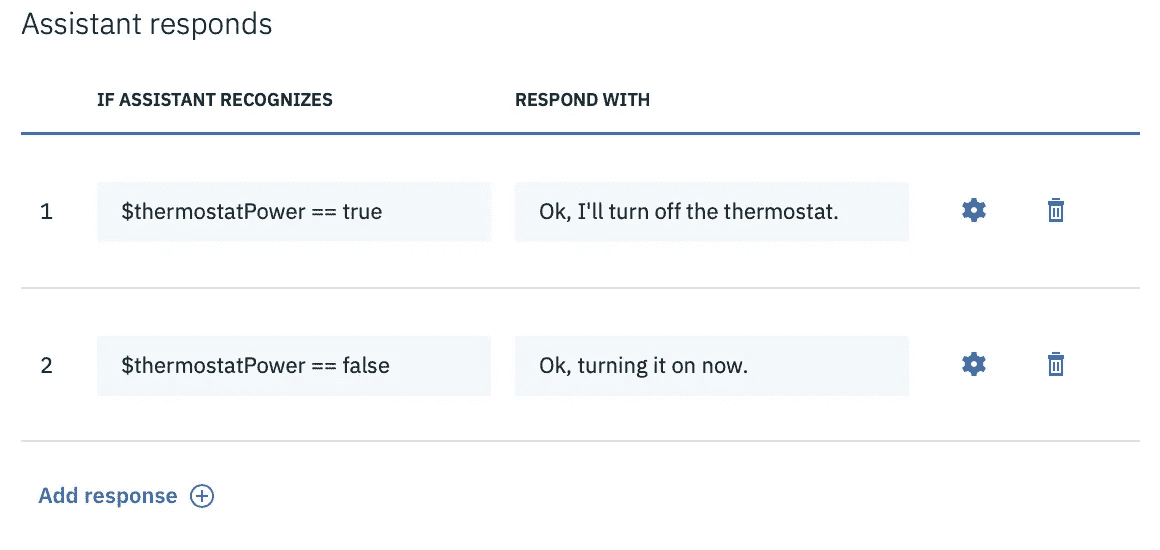 Assistant responds
IF ASSISTANT RECOGNIZES RESPOND WITH
1 $thermostatPower == true Ok, I'll turn off the thermostat.
2 $thermostatPower == false Ok, turning it on now.
Add response